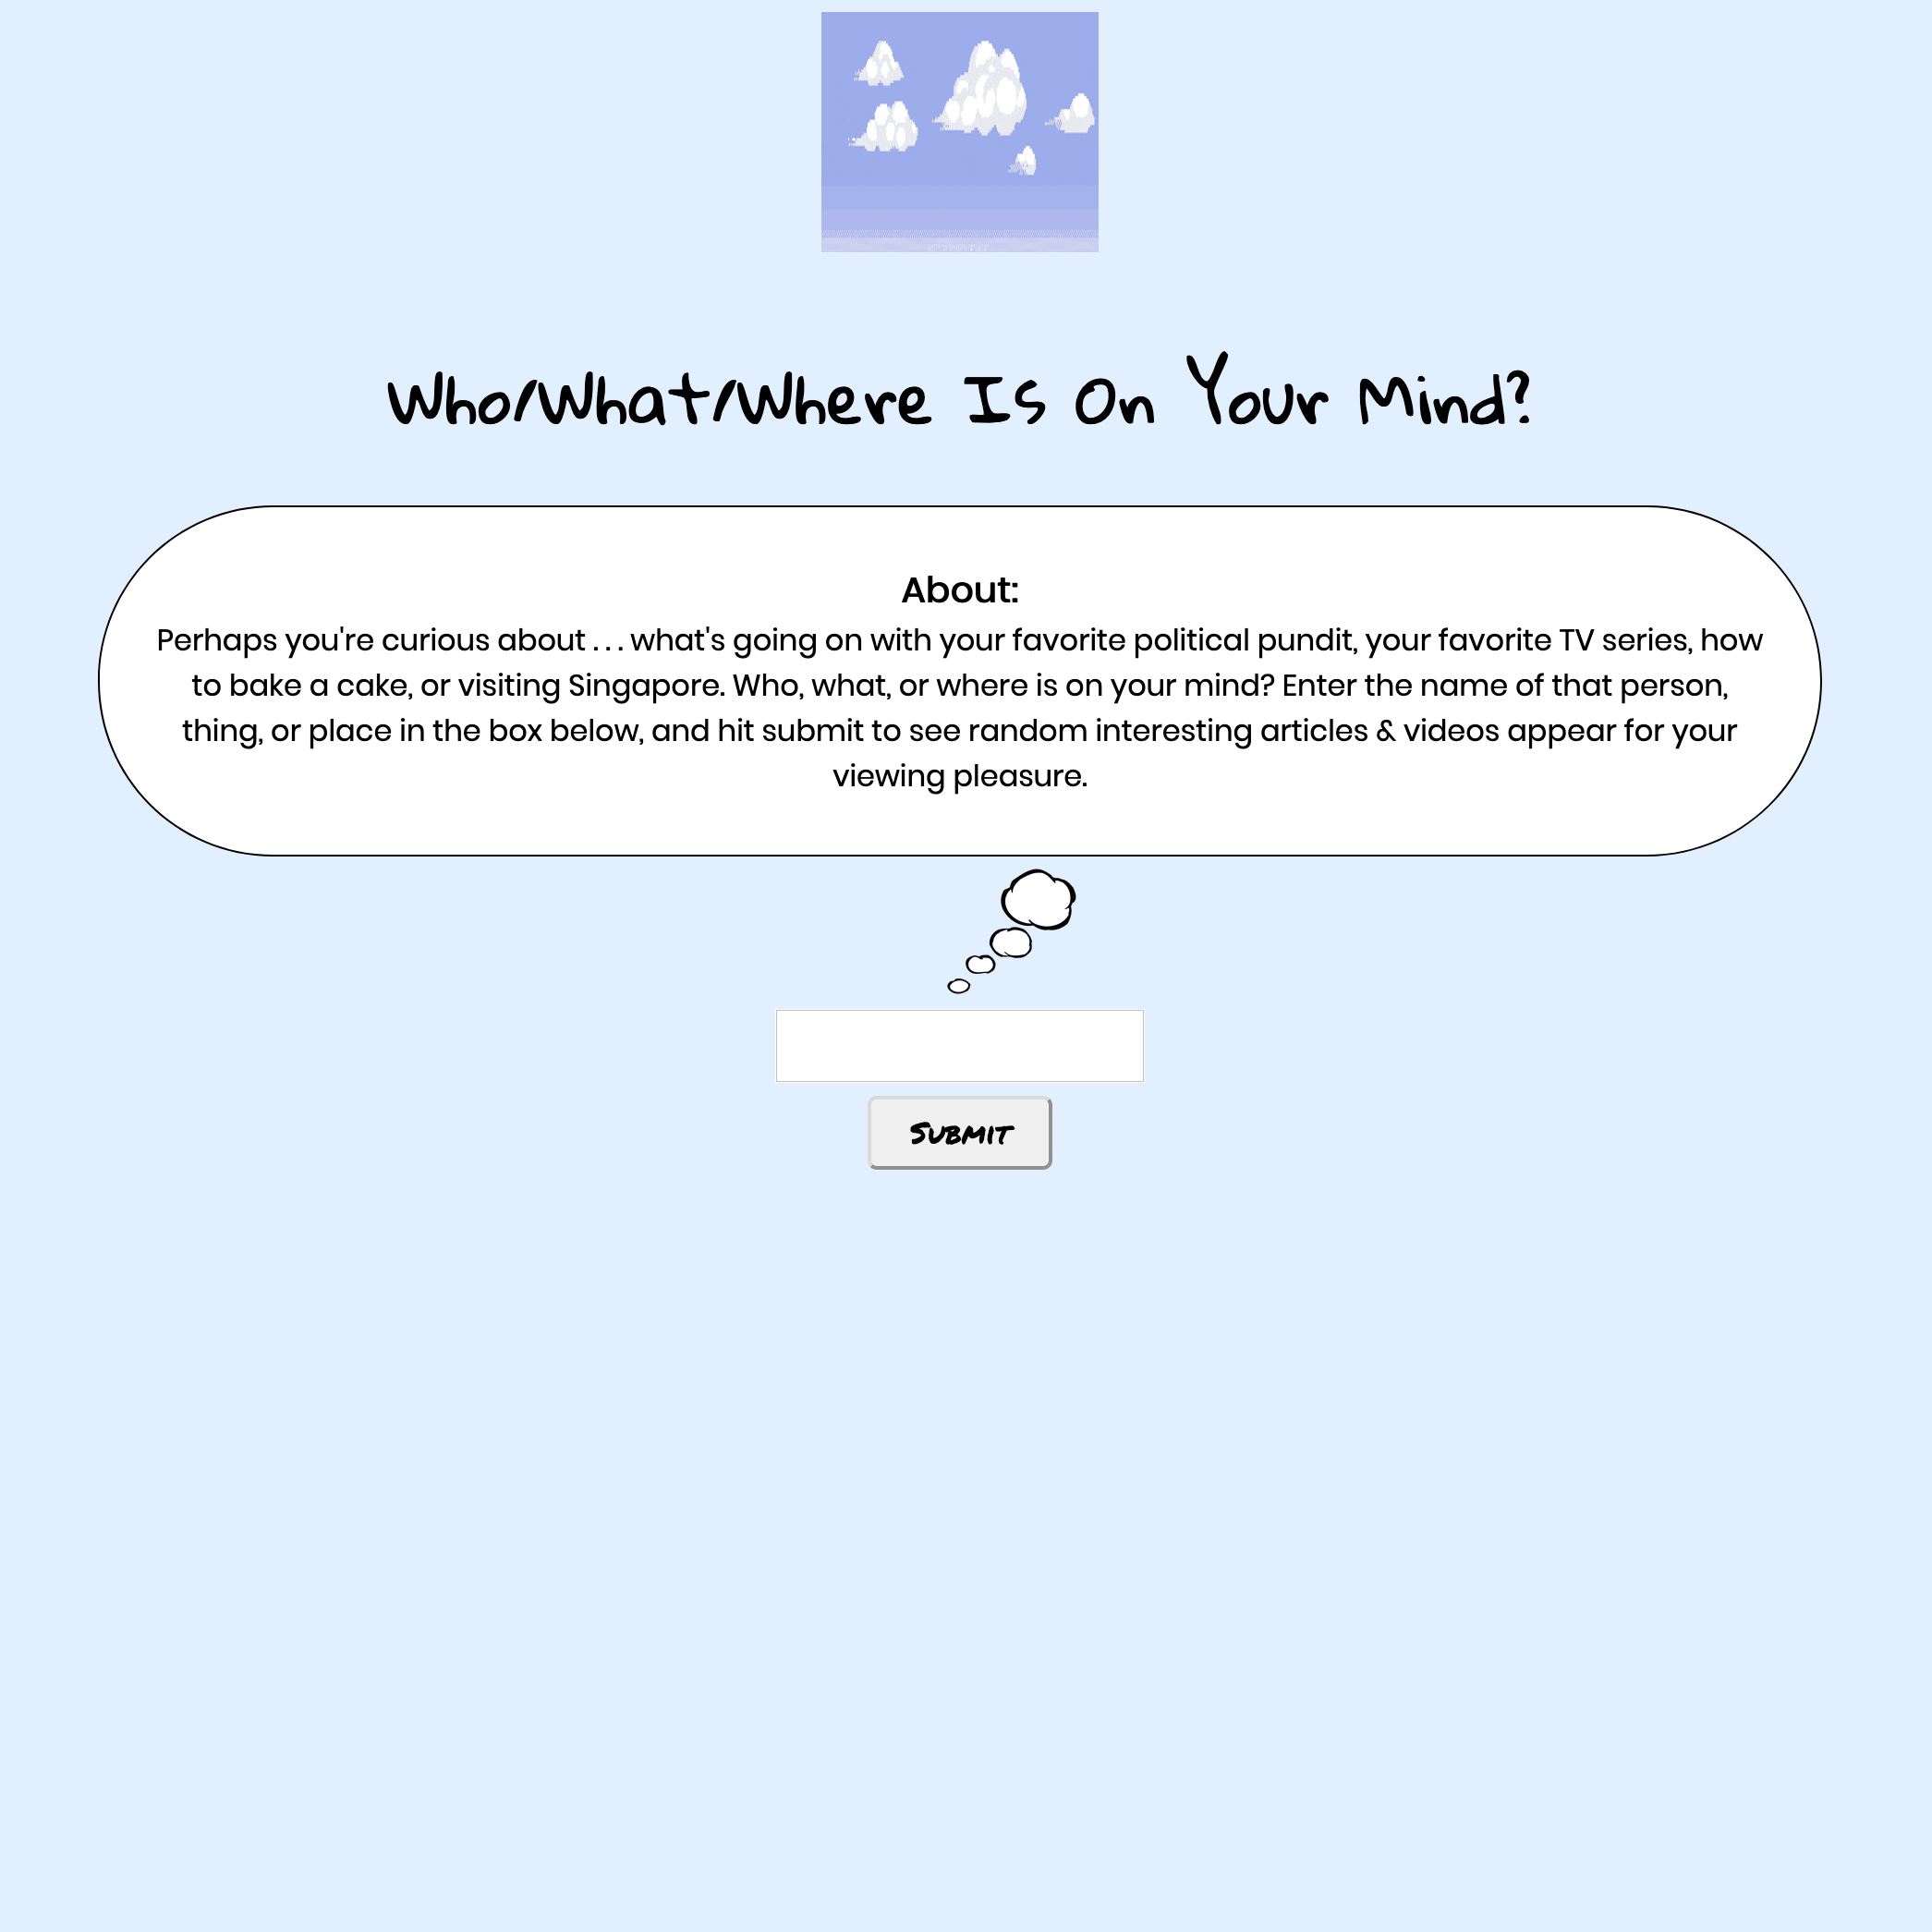 Who/What/Where Is On Your Mind?
About:
Perhaps you're curious about . . . what's going on with your favorite political pundit, your favorite TV series, how
to bake a cake, or visiting Singapore. Who, what, or where is on your mind? Enter the name of that person,
thing, or place in the box below, and hit submit to see random interesting articles & videos appear for your
viewing pleasure.
Submit